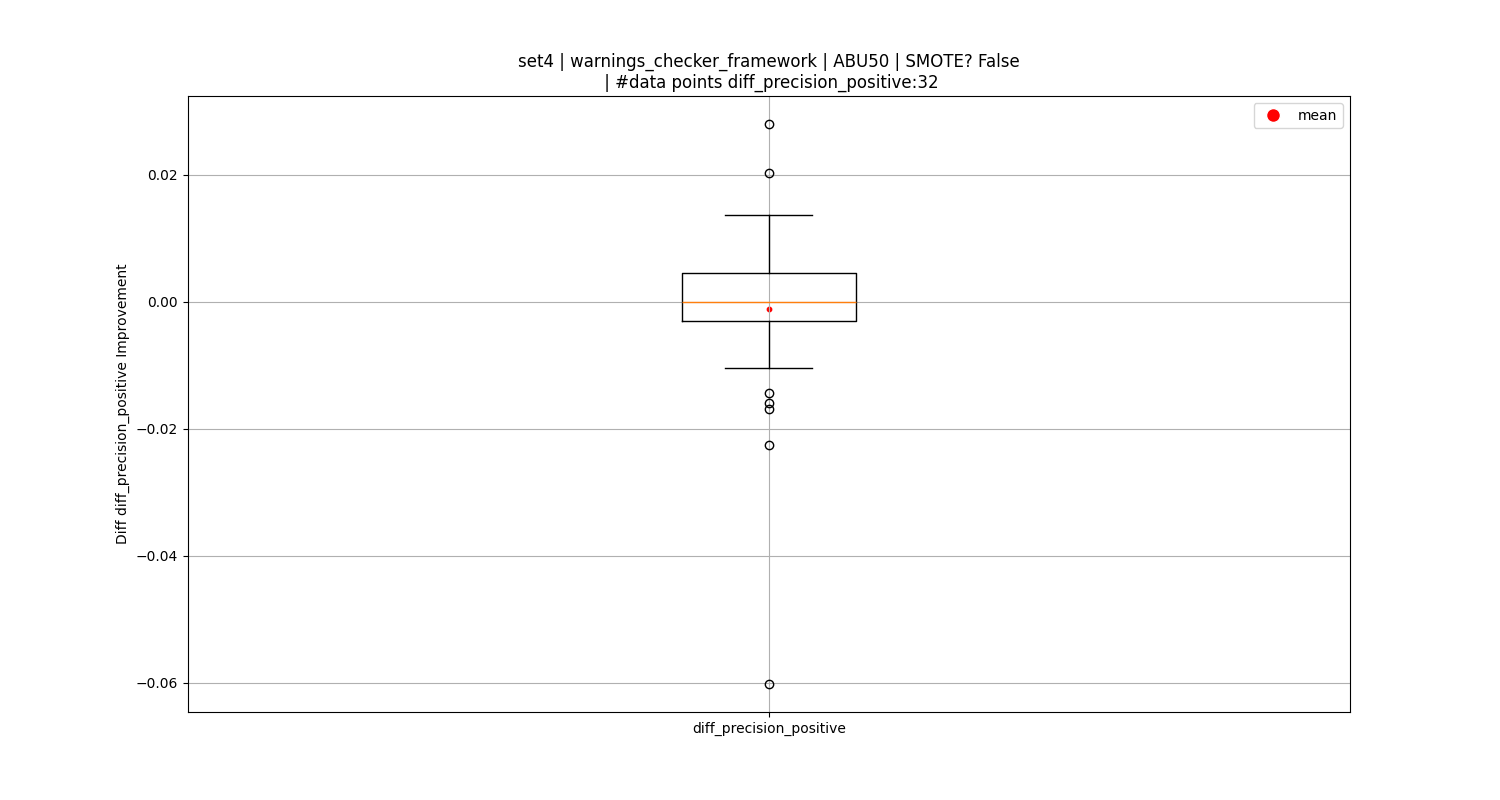 set4 | warnings_checker_framework | ABU50 | SMOTE? False
| #data points diff_precision_positive:32
mean
0.02
0.00
−0.02
−0.04
−0.06
Diff diff_precision_positive Improvement
diff_precision_positive